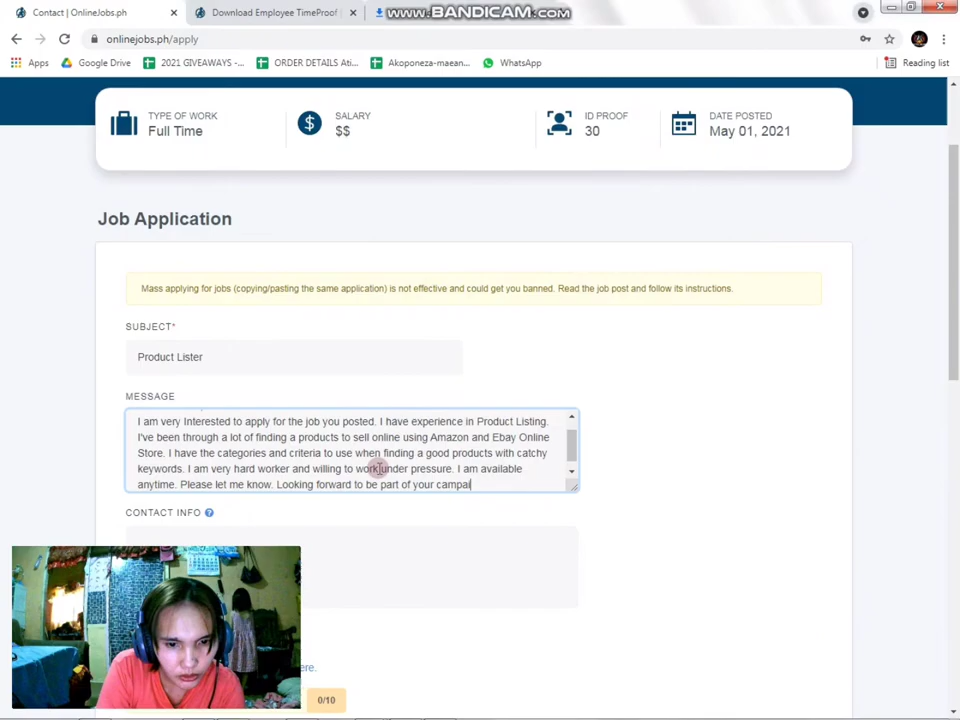 Contact | OnlineJobs.ph
Download Employee TimeProof
www.BANDICAM.com
onlinejobs.ph/apply
Apps
Google Drive
2021 GIVEAWAYS -...
ORDER DETAILS Ati...
Akoponeza-maean...
WhatsApp
Reading list
TYPE OF WORK
Full Time
SALARY
$$
ID PROOF
30
DATE POSTED
May 01, 2021
Job Application
Mass applying for jobs (copying/pasting the same application) is not effective and could get you banned. Read the job post and follow its instructions.
SUBJECT*
Product Lister
MESSAGE
I am very Interested to apply for the job you posted. I have experience in Product Listing.
I've been through a lot of finding a products to sell online using Amazon and Ebay Online
Store. I have the categories and criteria to use when finding a good products with catchy
keywords. I am very hard worker and willing to work under pressure. I am available
anytime. Please let me know. Looking forward to be part of your campai
CONTACT INFO
ere.
0/10